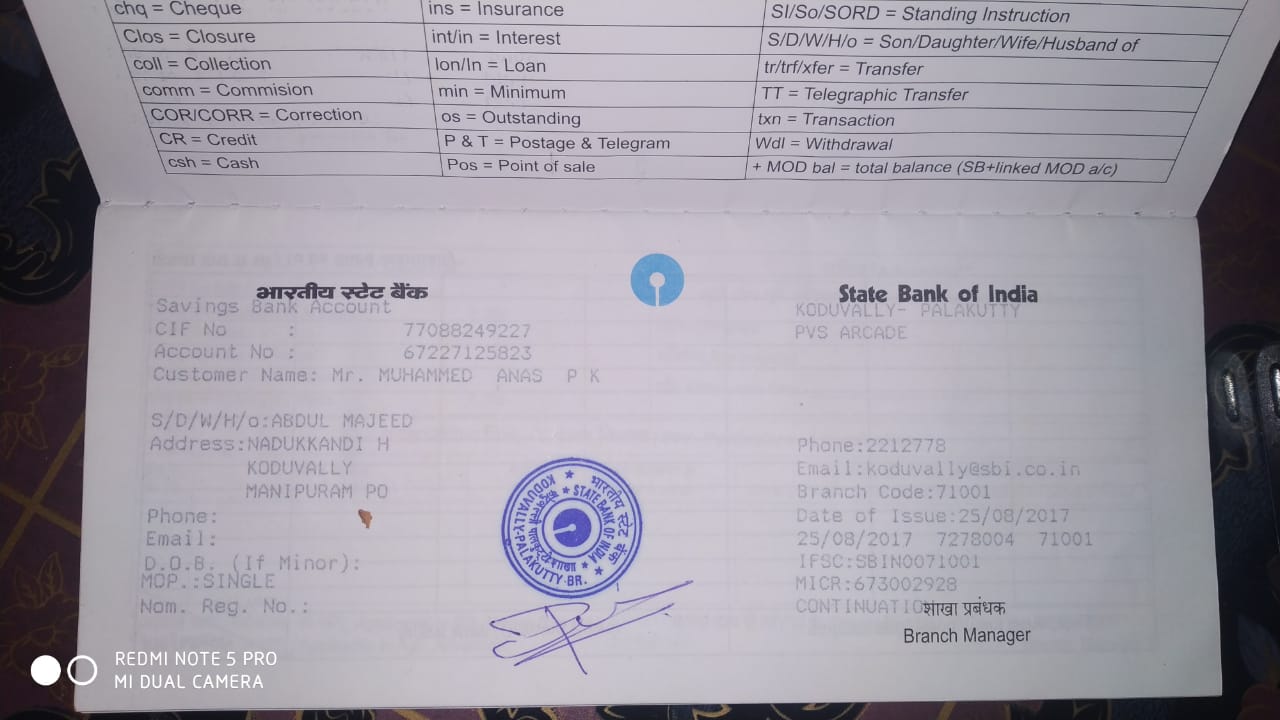 chq = Cheque
ins = Insurance
SI/So/SORD = Standing Instruction
Clos = Closure
int/in = Interest
S/D/W/H/o = Son/Daughter/Wife/Husband of
coll = Collection
lon/ln = Loan
tr/trf/xfer = Transfer
comm = Commision
min = Minimum
TT = Telegraphic Transfer
COR/CORR = Correction
os = Outstanding
txn = Transaction
CR = Credit
P & T = Postage & Telegram
Wdl = Withdrawal
csh = Cash
Pos = Point of sale
+ MOD bal = total balance (SB+linked MOD a/c)
भारतीय स्टेट बैंक
Savings Bank Account
CIF No : 77088249227
Account No : 67227125823
Customer Name: Mr. MUHAMMED ANAS P K
S/D/W/H/o:ABDUL MAJEED
Address:NADUKKANDI H
KODUVALLY
MANIPURAM PO
Phone:
Email:
D.O.B. (If Minor):
MOP.:SINGLE
Nom. Reg. No.:
भारतीय स्टेट बैंक
STATE BANK OF INDIA
KODUVALLY-PALAKUTTY BR.
State Bank of India
KODUVALLY- PALAKUTTY
PVS ARCADE
Phone:2212778
Email:koduvally@sbi.co.in
Branch Code:71001
Date of Issue:25/08/2017
25/08/2017 7278004 71001
IFSC:SBIN0071001
MICR:673002928
शाखा प्रबंधक
Branch Manager
REDMI NOTE 5 PRO
MI DUAL CAMERA